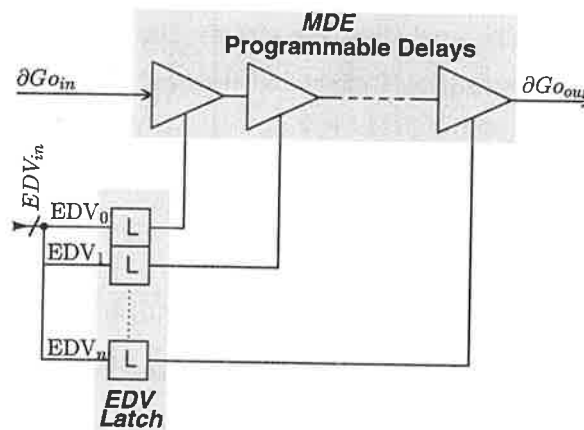 MDE
Programmable Delays
∂Go_in
∂Go_out
EDV_in
EDV_0
L
EDV_1
L
EDV_n
L
EDV
Latch